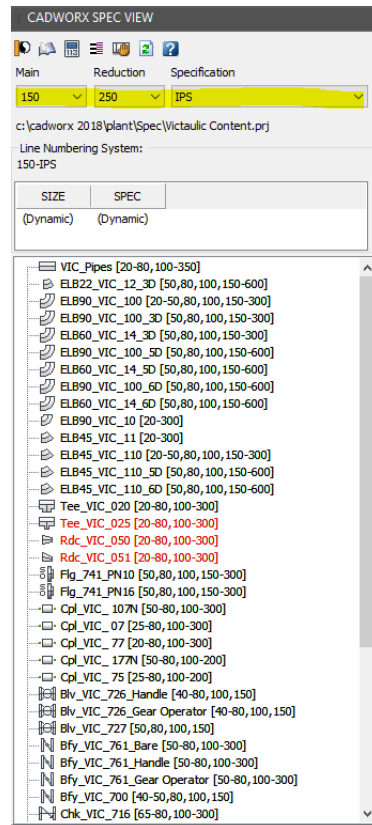 CADWORX SPEC VIEW
Main Reduction Specification
150 250 IPS
c:\cadworx 2018\plant\Spec\Victaulic Content.prj
Line Numbering System:
150-IPS
SIZE SPEC
(Dynamic) (Dynamic)
VIC_Pipes [20-80,100-350]
ELB22_VIC_12_3D [50,80,100,150-600]
ELB90_VIC_100 [20-50,80,100,150-300]
ELB90_VIC_100_3D [50,80,100,150-300]
ELB60_VIC_14_3D [50,80,100,150-300]
ELB90_VIC_100_5D [50,80,100,150-600]
ELB60_VIC_14_5D [50,80,100,150-600]
ELB90_VIC_100_6D [50,80,100,150-600]
ELB60_VIC_14_6D [50,80,100,150-600]
ELB90_VIC_10 [20-300]
ELB45_VIC_11 [20-300]
ELB45_VIC_110 [20-50,80,100,150-300]
ELB45_VIC_110_5D [50,80,100,150-600]
ELB45_VIC_110_6D [50,80,100,150-600]
Tee_VIC_020 [20-80,100-300]
Tee_VIC_025 [20-80,100-300]
Rdc_VIC_050 [20-80,100-300]
Rdc_VIC_051 [20-80,100-300]
Flg_741_PN10 [50,80,100,150-300]
Flg_741_PN16 [50,80,100,150-300]
Cpl_VIC_ 107N [50-80,100-300]
Cpl_VIC_ 07 [25-80,100-300]
Cpl_VIC_ 77 [20-80,100-300]
Cpl_VIC_ 177N [50-80,100-200]
Cpl_VIC_ 75 [25-80,100-200]
Blv_VIC_726_Handle [40-80,100,150]
Blv_VIC_726_Gear Operator [40-80,100,150]
Blv_VIC_727 [50,80,100,150]
Bfy_VIC_761_Bare [50-80,100-300]
Bfy_VIC_761_Handle [50-80,100-300]
Bfy_VIC_761_Gear Operator [50-80,100-300]
Bfy_VIC_700 [40-50,80,100,150]
Chk_VIC_716 [65-80,100-300]